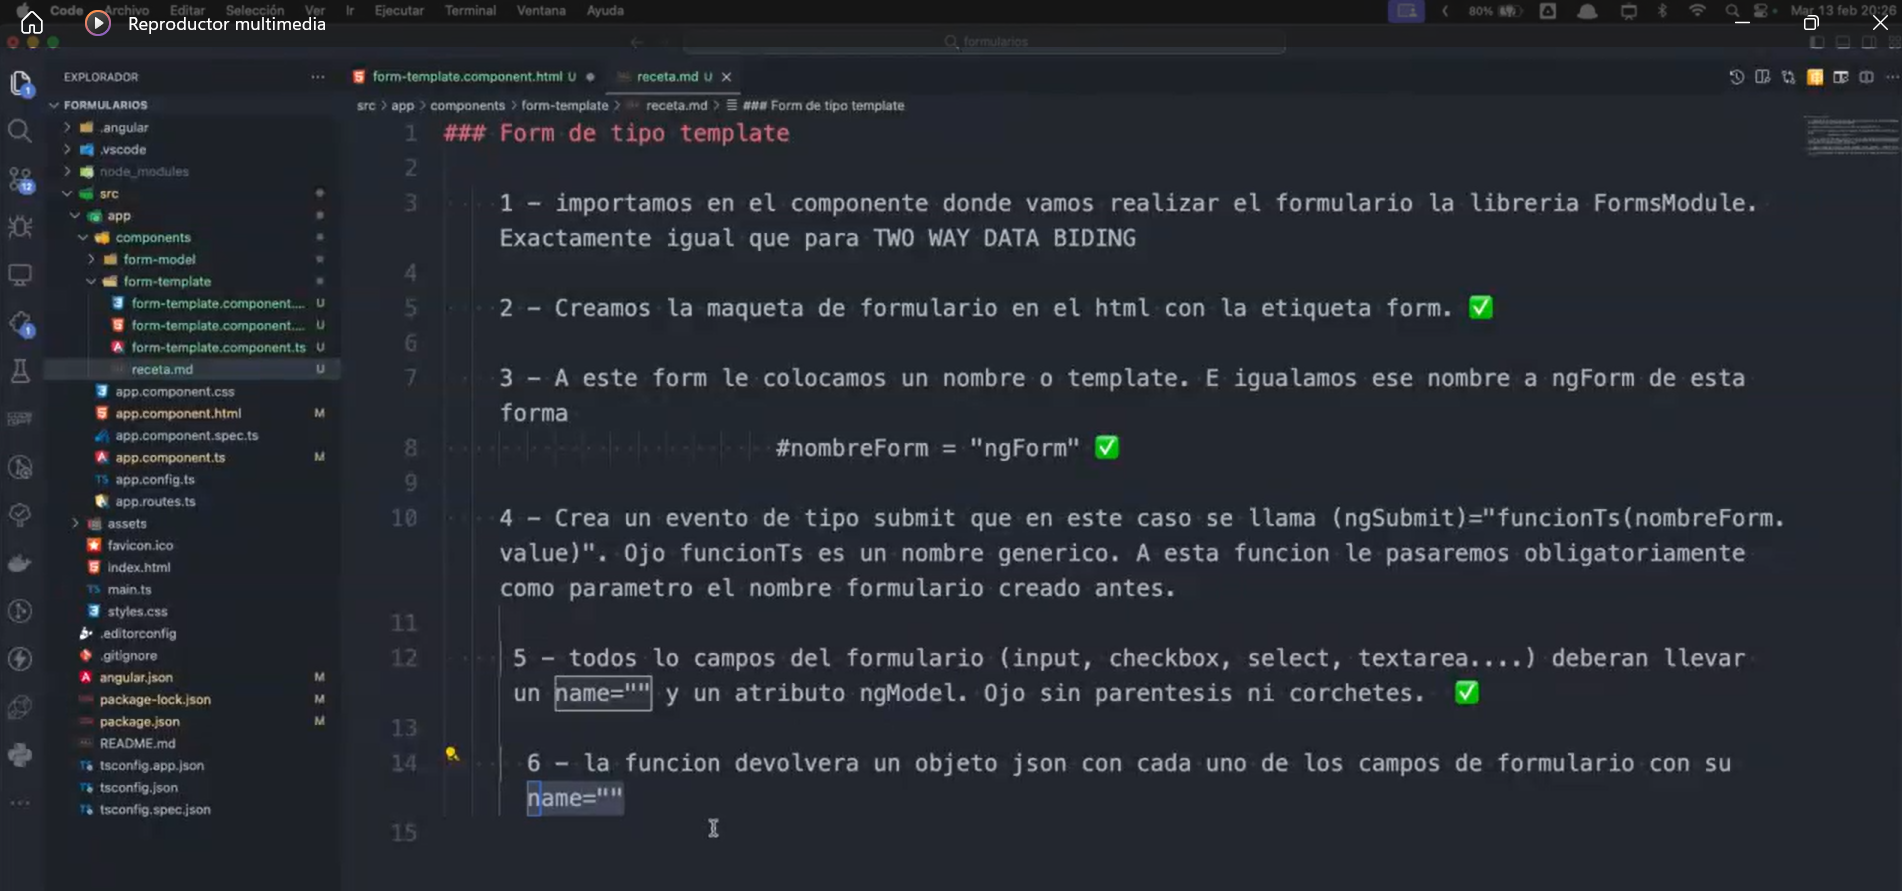 Code Archivo Editar Selección Ver Ir Ejecutar Terminal Ventana Ayuda
80% Mar 13 feb 20:26
Reproductor multimedia
formularios
EXPLORADOR ...
form-template.component.html U
receta.md U
FORMULARIOS
src > app > components > form-template > receta.md > ### Form de tipo template
.angular
.vscode
node_modules
src
app
components
form-model
form-template
form-template.component.... U
form-template.component.... U
form-template.component.ts U
receta.md U
app.component.css
app.component.html M
app.component.spec.ts
app.component.ts M
TS app.config.ts
app.routes.ts
assets
favicon.ico
index.html
TS main.ts
styles.css
.editorconfig
.gitignore
angular.json M
package-lock.json M
package.json M
README.md
tsconfig.app.json
tsconfig.json
tsconfig.spec.json
1
12
1
1 ### Form de tipo template
2
3 1 - importamos en el componente donde vamos realizar el formulario la libreria FormsModule.
Exactamente igual que para TWO WAY DATA BIDING
4
5 2 - Creamos la maqueta de formulario en el html con la etiqueta form. ✅
6
7 3 - A este form le colocamos un nombre o template. E igualamos ese nombre a ngForm de esta
forma
8 #nombreForm = "ngForm" ✅
9
10 4 - Crea un evento de tipo submit que en este caso se llama (ngSubmit)="funcionTs(nombreForm.
value)". Ojo funcionTs es un nombre generico. A esta funcion le pasaremos obligatoriamente
como parametro el nombre formulario creado antes.
11
12 5 - todos lo campos del formulario (input, checkbox, select, textarea....) deberan llevar
un name="" y un atributo ngModel. Ojo sin parentesis ni corchetes. ✅
13
14 6 - la funcion devolvera un objeto json con cada uno de los campos de formulario con su
name=""
15